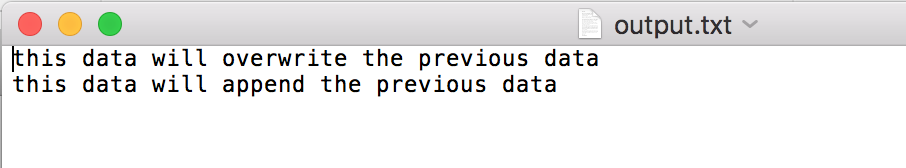 output.txt
this data will overwrite the previous data
this data will append the previous data